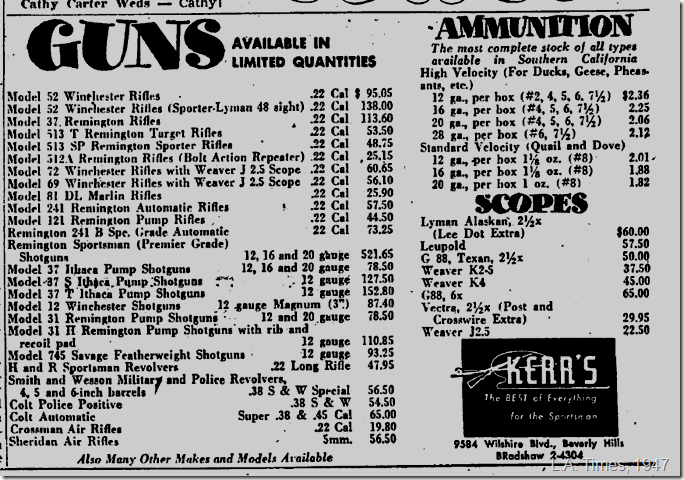 Cathy Carter Weds — Cathy!
GUNS
AVAILABLE IN
LIMITED QUANTITIES
Model 52 Winchester Rifles .22 Cal $ 95.05
Model 52 Winchester Rifles (Sporter-Lyman 48 sight) .22 Cal 138.00
Model 37 Remington Rifles .22 Cal 113.60
Model 513 T Remington Target Rifles .22 Cal 53.50
Model 513 SP Remington Sporter Rifles .22 Cal 48.75
Model 512A Remington Rifles (Bolt Action Repeater) .22 Cal 25.15
Model 72 Winchester Rifles with Weaver J 2.5 Scope .22 Cal 60.65
Model 69 Winchester Rifles with Weaver J 2.5 Scope .22 Cal 56.10
Model 81 DL Marlin Rifles .22 Cal 25.90
Model 241 Remington Automatic Rifles .22 Cal 57.50
Model 121 Remington Pump Rifles .22 Cal 44.50
Remington 241 B Spe. Grade Automatic .22 Cal 73.25
Remington Sportsman (Premier Grade)
Shotguns 12, 16 and 20 gauge 521.65
Model 37 Ithaca Pump Shotguns 12, 16 and 20 gauge 78.50
Model 37 S Ithaca Pump Shotguns 12 gauge 127.50
Model 37 T Ithaca Pump Shotguns 12 gauge 152.80
Model 12 Winchester Shotguns 12 gauge Magnum (3") 87.40
Model 31 Remington Pump Shotguns 12 and 20 gauge 78.50
Model 31 H Remington Pump Shotguns with rib and
recoil pad 12 gauge 110.85
Model 745 Savage Featherweight Shotguns 12 gauge 93.25
H and R Sportsman Revolvers .22 Long Rifle 47.95
Smith and Wesson Military and Police Revolvers,
4, 5 and 6-inch barrels .38 S & W Special 56.50
Colt Police Positive .38 S & W 54.50
Colt Automatic Super .38 & .45 Cal 65.00
Crossman Air Rifles .22 Cal 19.80
Sheridan Air Rifles 5mm. 56.50
Also Many Other Makes and Models Available
AMMUNITION
The most complete stock of all types
available in Southern California
High Velocity (For Ducks, Geese, Pheas-
ants, etc.)
12 ga., per box (#2, 4, 5, 6, 7½) $2.36
16 ga., per box (#4, 5, 6, 7½) 2.25
20 ga., per box (#4, 5, 6, 7½) 2.06
28 ga., per box (#6, 7½) 2.12
Standard Velocity (Quail and Dove)
12 ga., per box 1⅛ oz. (#8) 2.01
16 ga., per box 1⅛ oz. (#8) 1.88
20 ga., per box 1 oz. (#8) 1.82
SCOPES
Lyman Alaskan, 2½x
(Lee Dot Extra) $60.00
Leupold 57.50
G 88, Texan, 2½x 50.00
Weaver K2-5 37.50
Weaver K4 45.00
G88, 6x 65.00
Vectra, 2½x (Post and
Crosswire Extra) 29.95
Weaver J2.5 22.50
KERR'S
The BEST of Everything
for the Sportsman
9584 Wilshire Blvd., Beverly Hills
BRadshaw 2-4304
L.A. Times, 1947